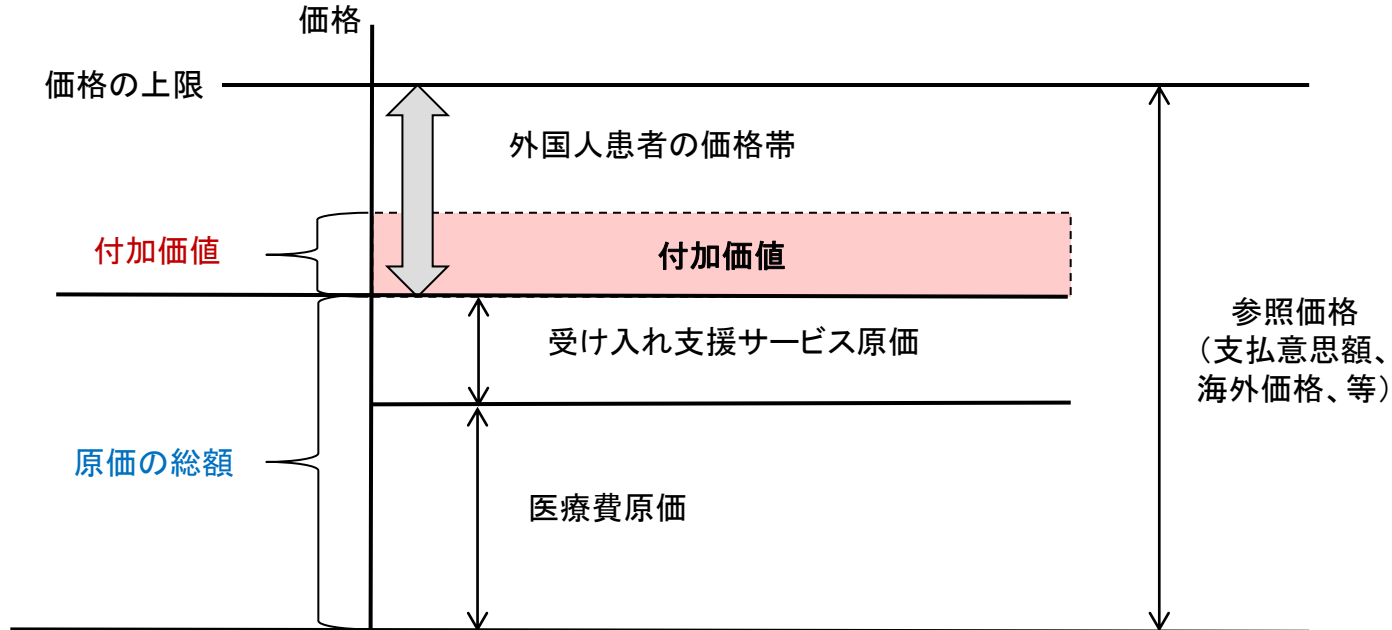 価格
価格の上限
外国人患者の価格帯
付加価値
付加価値
受け入れ支援サービス原価
参照価格
（支払意思額、
海外価格、等）
原価の総額
医療費原価